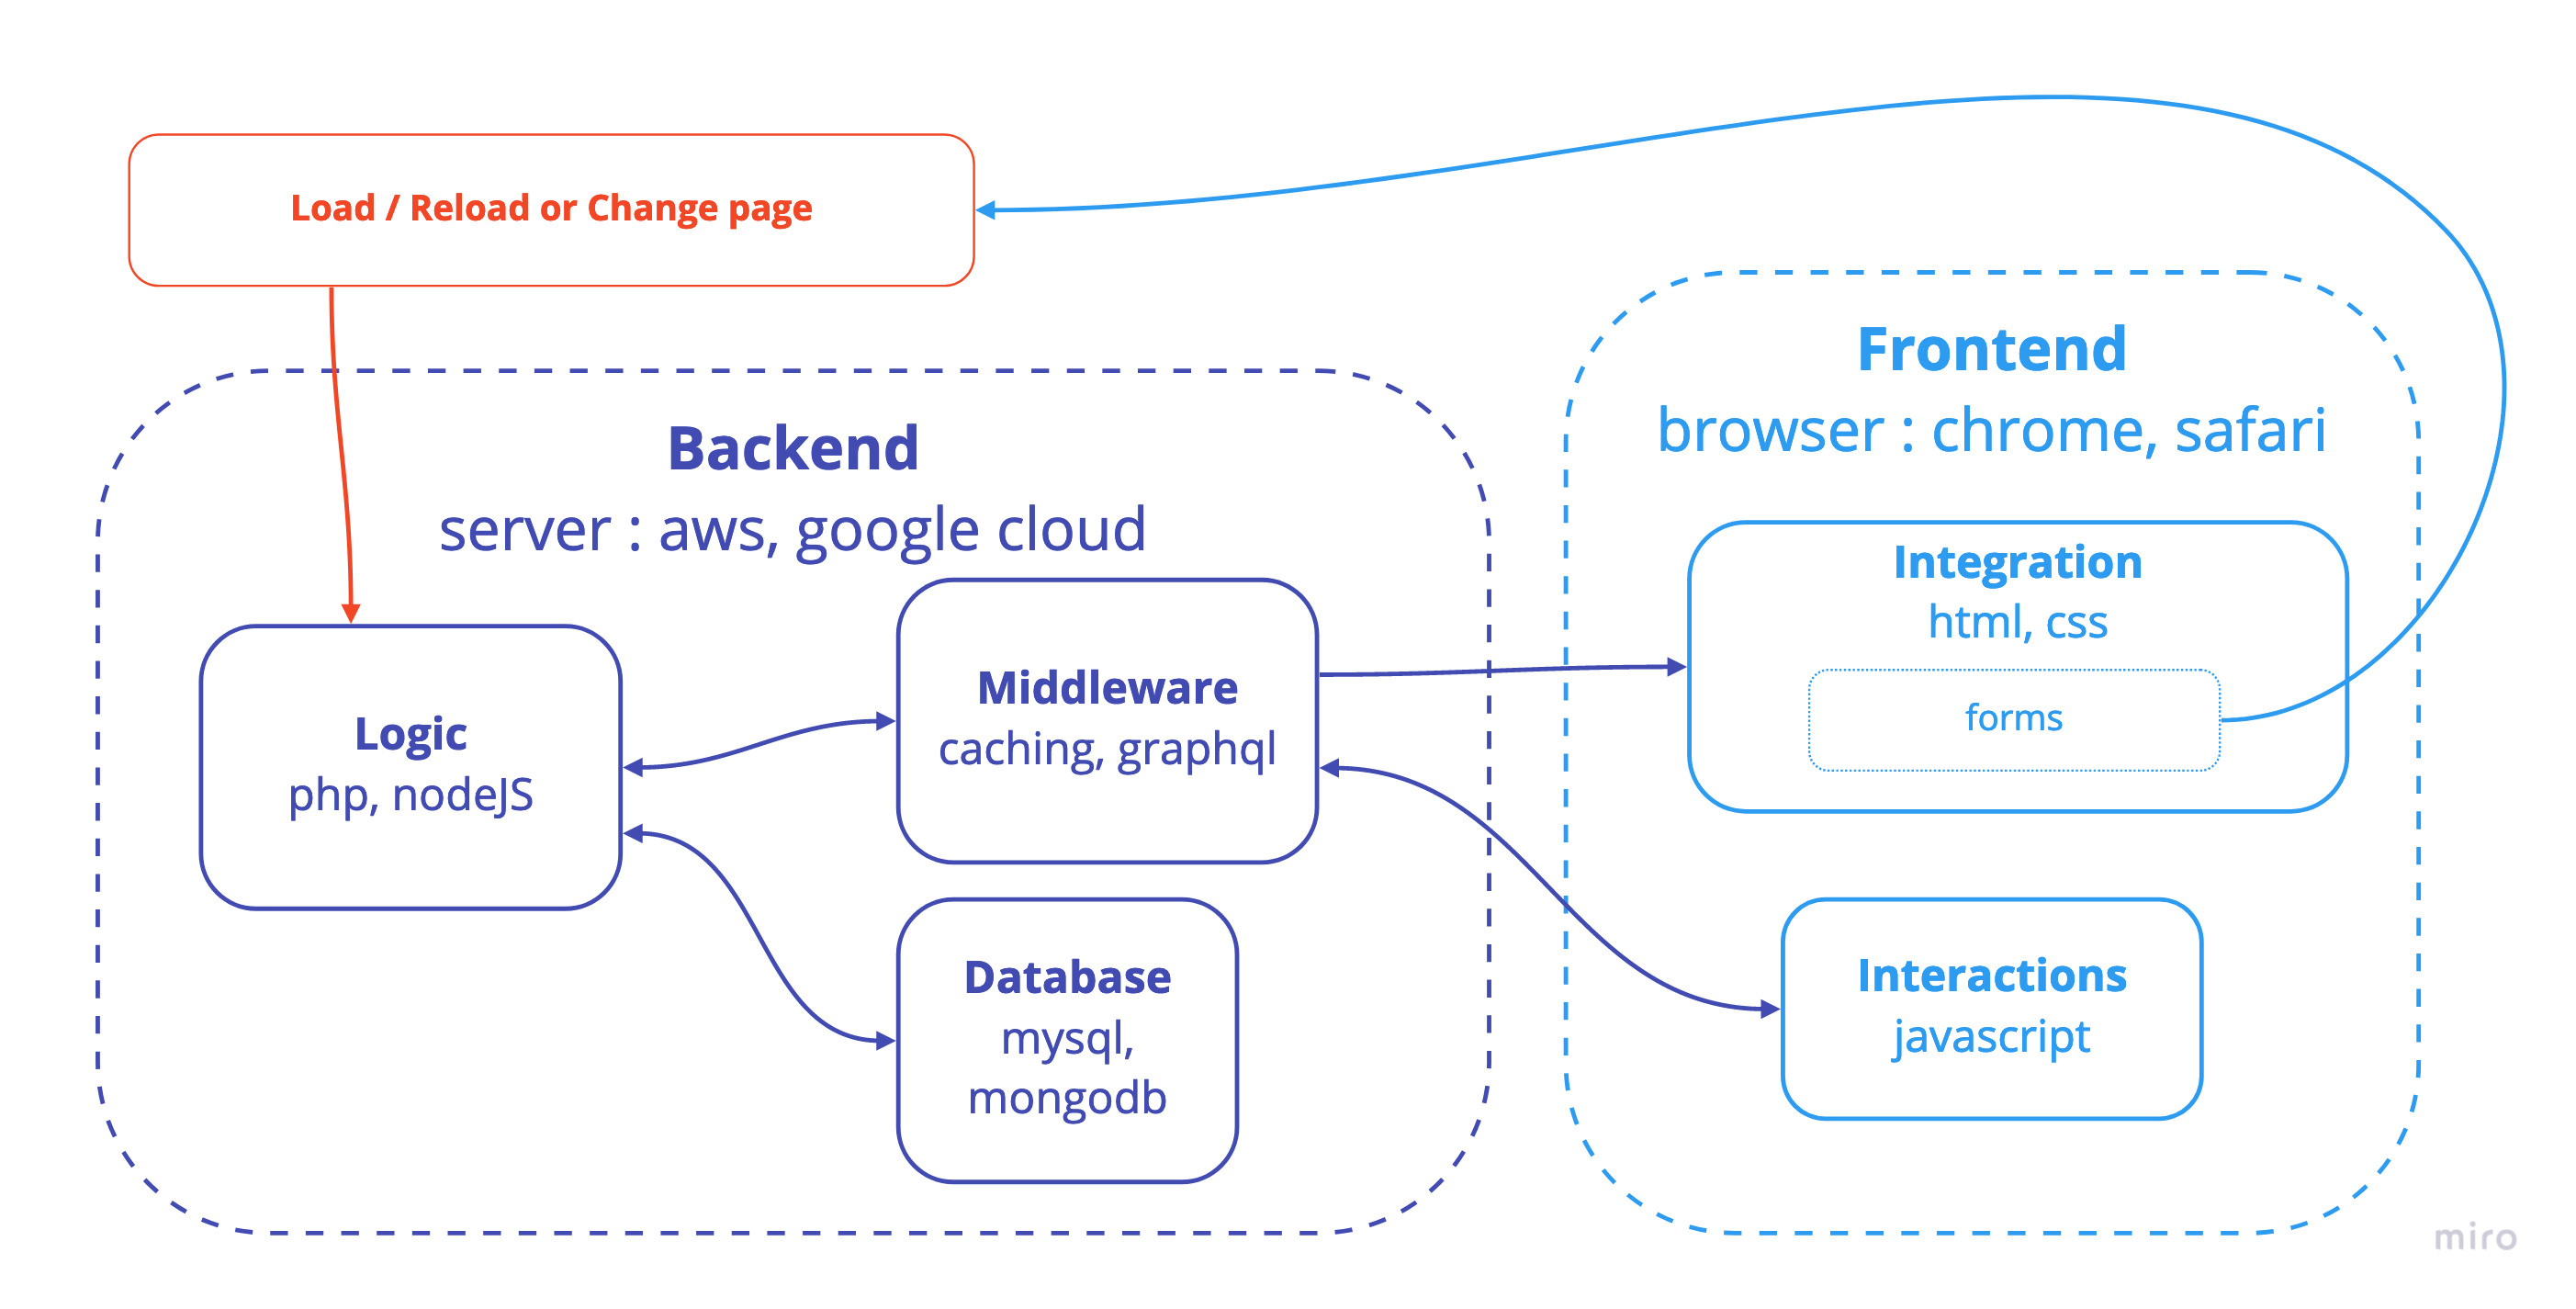 Load / Reload or Change page
Backend
server : aws, google cloud
Logic
php, nodeJS
Middleware
caching, graphql
Database
mysql,
mongodb
Frontend
browser : chrome, safari
Integration
html, css
forms
Interactions
javascript
miro